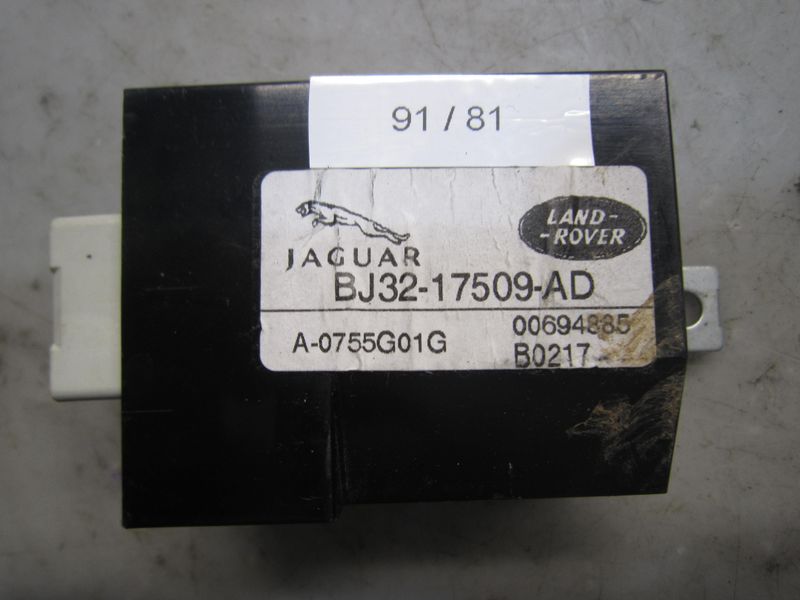 91 / 81
JAGUAR
LAND-
-ROVER
BJ32-17509-AD
A-0755G01G
00694885
B0217